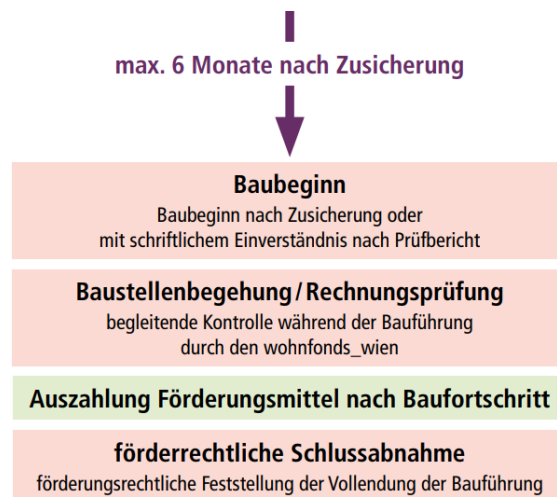 max. 6 Monate nach Zusicherung
Baubeginn
Baubeginn nach Zusicherung oder
mit schriftlichem Einverständnis nach Prüfbericht
Baustellenbegehung/Rechnungsprüfung
begleitende Kontrolle während der Bauführung
durch den wohnfonds_wien
Auszahlung Förderungsmittel nach Baufortschritt
förderrechtliche Schlussabnahme
förderungsrechtliche Feststellung der Vollendung der Bauführung